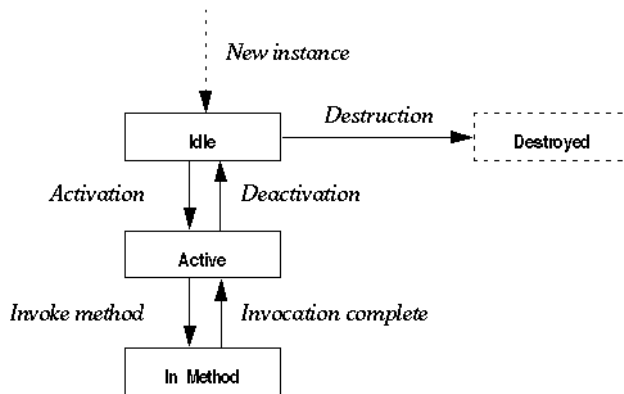 New instance
Destruction
Idle
Destroyed
Activation
Deactivation
Active
Invoke method
Invocation complete
In Method